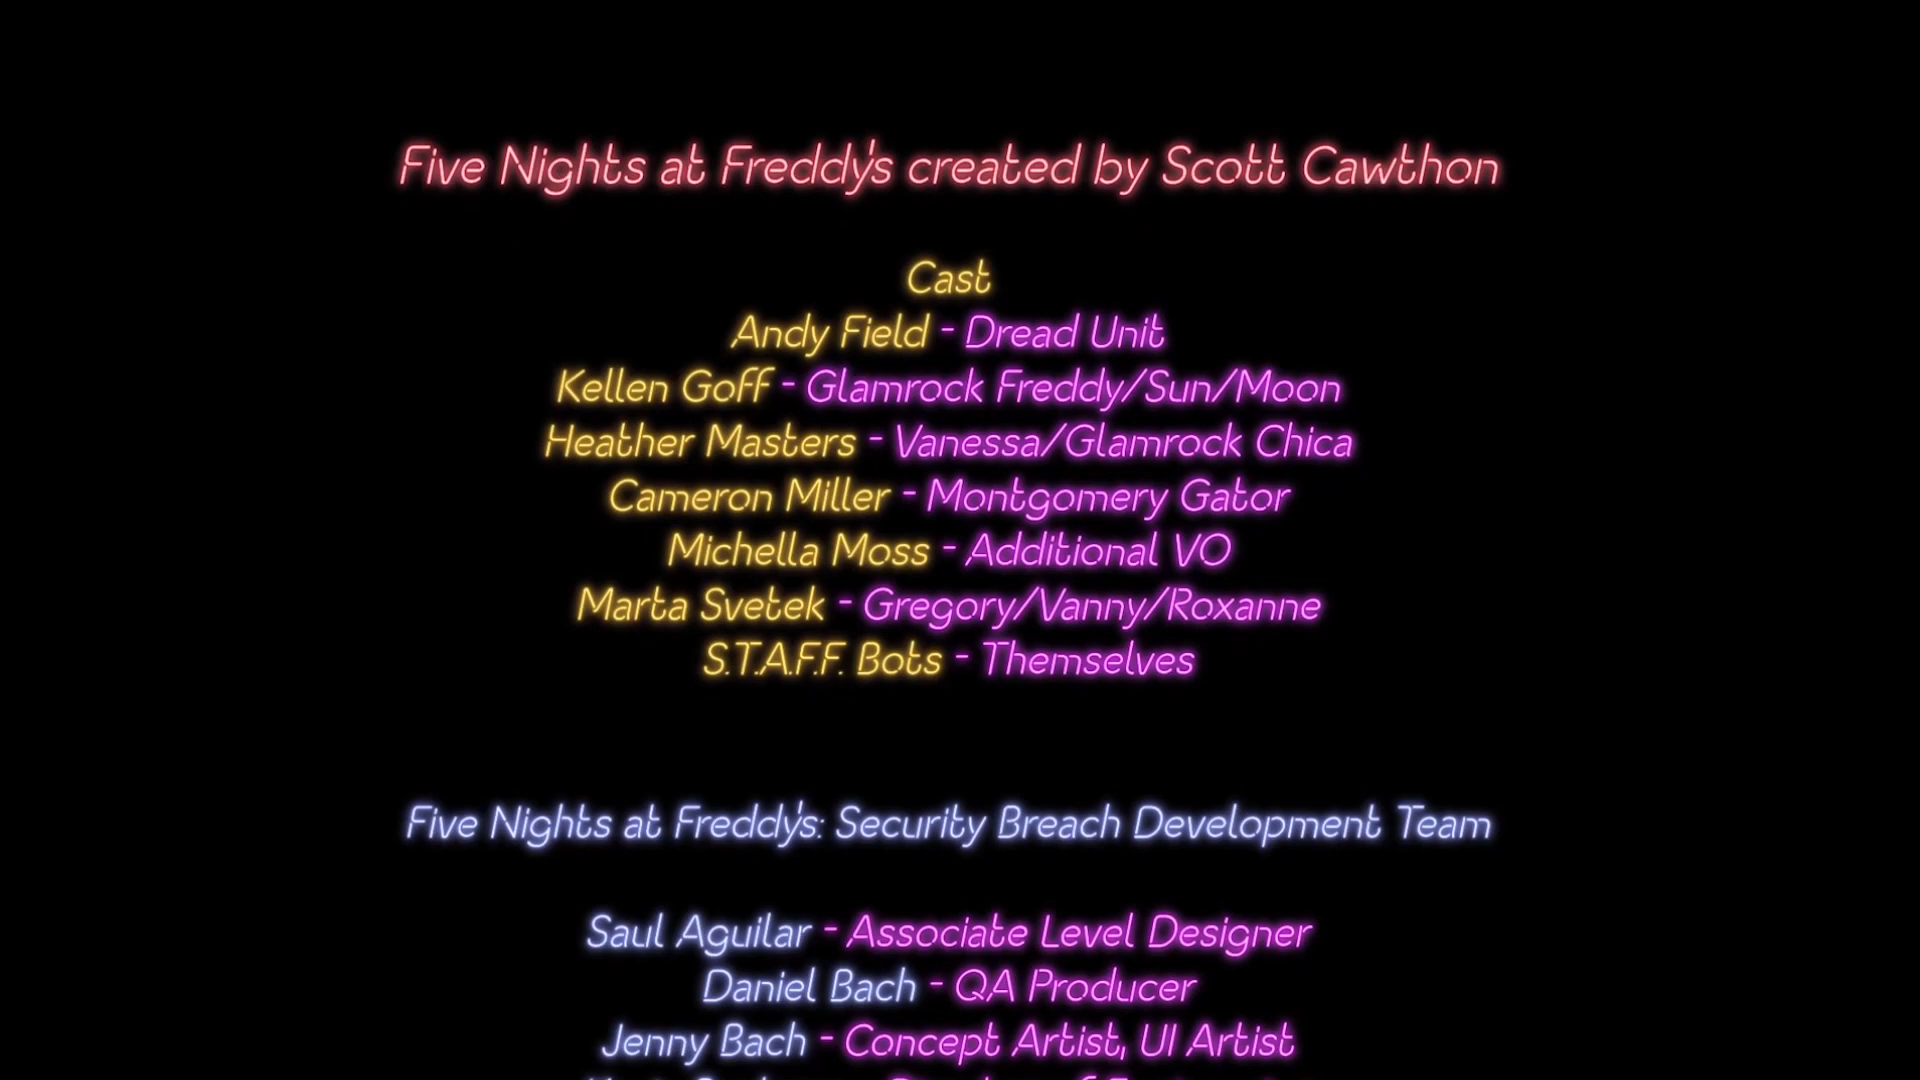 Five Nights at Freddy's created by Scott Cawthon
Cast
Andy Field - Dread Unit
Kellen Goff - Glamrock Freddy/Sun/Moon
Heather Masters - Vanessa/Glamrock Chica
Cameron Miller - Montgomery Gator
Michella Moss - Additional VO
Marta Svetek - Gregory/Vanny/Roxanne
S.T.A.F.F. Bots - Themselves
Five Nights at Freddy's: Security Breach Development Team
Saul Aguilar - Associate Level Designer
Daniel Bach - QA Producer
Jenny Bach - Concept Artist, UI Artist